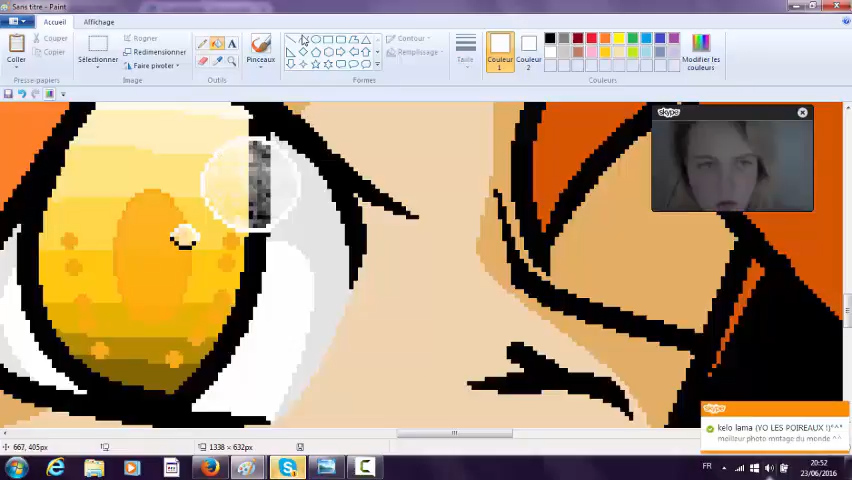 Sans titre - Paint
Accueil Affichage
Coller
Couper
Copier
Presse-papiers
Sélectionner
Rogner
Redimensionner
Faire pivoter
Image
Outils
Pinceaux
Contour
Remplissage
Formes
Taille
Couleur 1
Couleur 2
Modifier les couleurs
Couleurs
skype
skype
kelo lama (YO LES POIREAUX !)^^"
meilleur photo mntage du monde ^^
667, 405px
1338 × 632px
FR
20:52
23/06/2016